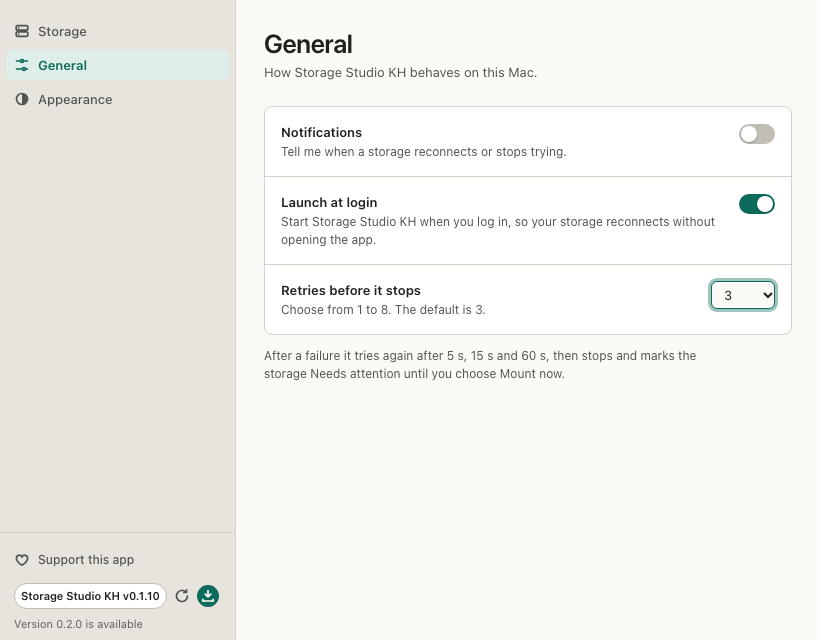 Storage
General
Appearance
General
How Storage Studio KH behaves on this Mac.
Notifications
Tell me when a storage reconnects or stops trying.
Launch at login
Start Storage Studio KH when you log in, so your storage reconnects without
opening the app.
Retries before it stops
Choose from 1 to 8. The default is 3.
3
After a failure it tries again after 5 s, 15 s and 60 s, then stops and marks the
storage Needs attention until you choose Mount now.
Support this app
Storage Studio KH v0.1.10
Version 0.2.0 is available